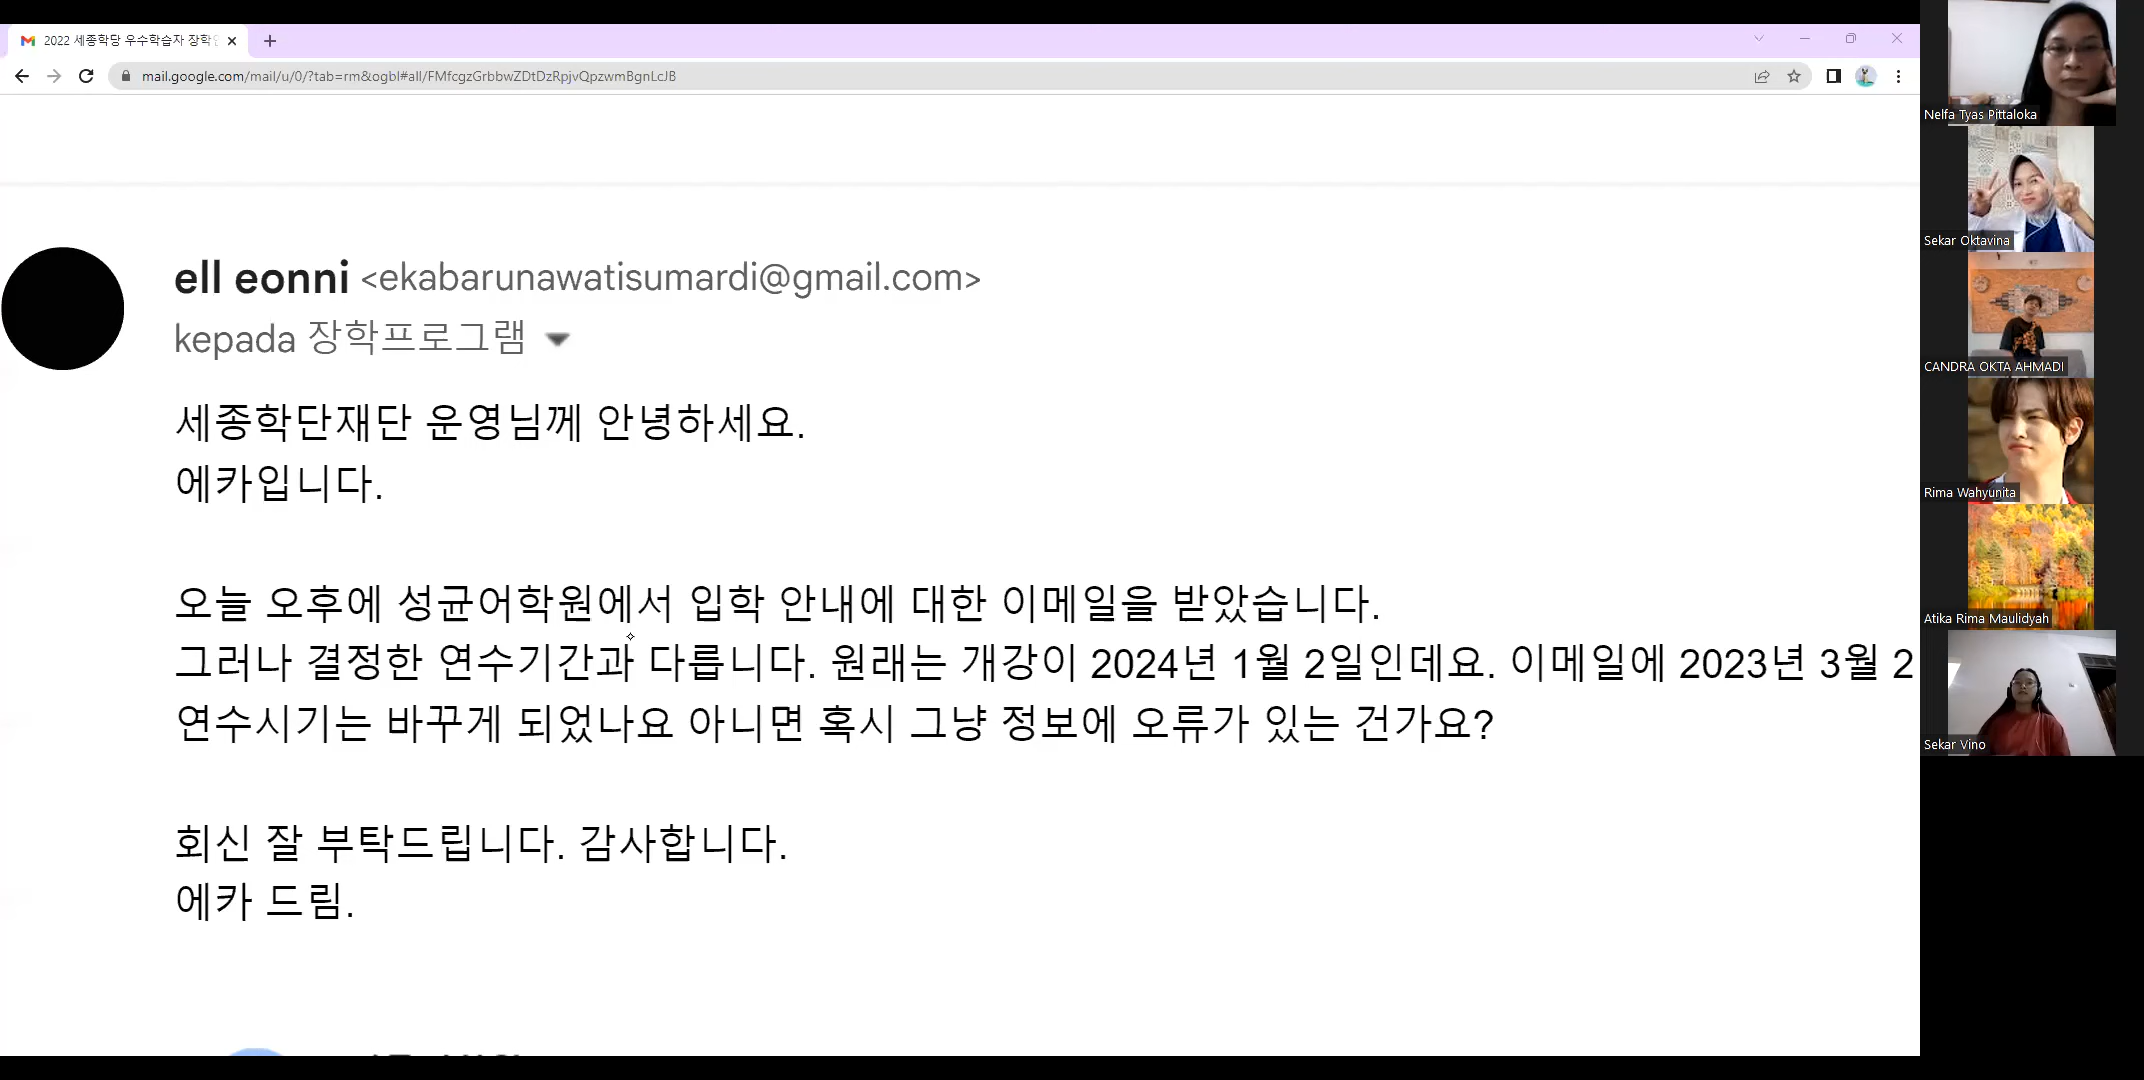 2022 세종학당 우수학습자 장학
mail.google.com/mail/u/0/?tab=rm&ogbl#all/FMfcgzGrbbwZDtDzRpjvQpzwmBgnLcJB
ell eonni <ekabarunawatisumardi@gmail.com>
kepada 장학프로그램
세종학단재단 운영님께 안녕하세요.
에카입니다.
오늘 오후에 성균어학원에서 입학 안내에 대한 이메일을 받았습니다.
그러나 결정한 연수기간과 다릅니다. 원래는 개강이 2024년 1월 2일인데요. 이메일에 2023년 3월 2
연수시기는 바꾸게 되었나요 아니면 혹시 그냥 정보에 오류가 있는 건가요?
회신 잘 부탁드립니다. 감사합니다.
에카 드림.
Nelfa Tyas Pittaloka
Sekar Oktavina
CANDRA OKTA AHMADI
Rima Wahyunita
Atika Rima Maulidyah
Sekar Vino